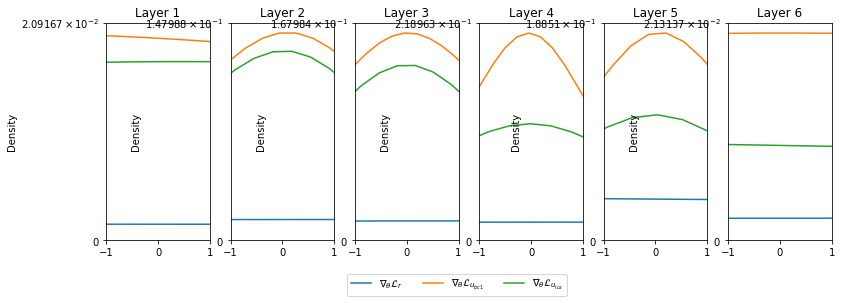 Layer 1
Layer 2
Layer 3
Layer 4
Layer 5
Layer 6
2.09167 × 10⁻²
1.47988 × 10⁻¹
1.67984 × 10⁻¹
2.18963 × 10⁻¹
1.8851 × 10⁻¹
2.13137 × 10⁻²
Density
Density
Density
Density
Density
Density
0
0
0
0
0
0
−1 0 1
−1 0 1
−1 0 1
−1 0 1
−1 0 1
−1 0 1
∇θℒr
∇θℒu_bc1
∇θℒu_ics